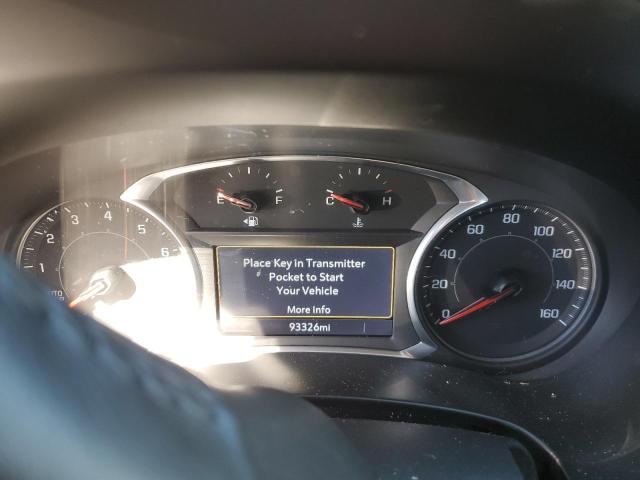 E F
C H
1 2 3 4 5 6
0 20 40 60 80 100 120 140 160
Place Key in Transmitter
Pocket to Start
Your Vehicle
More Info
93326mi